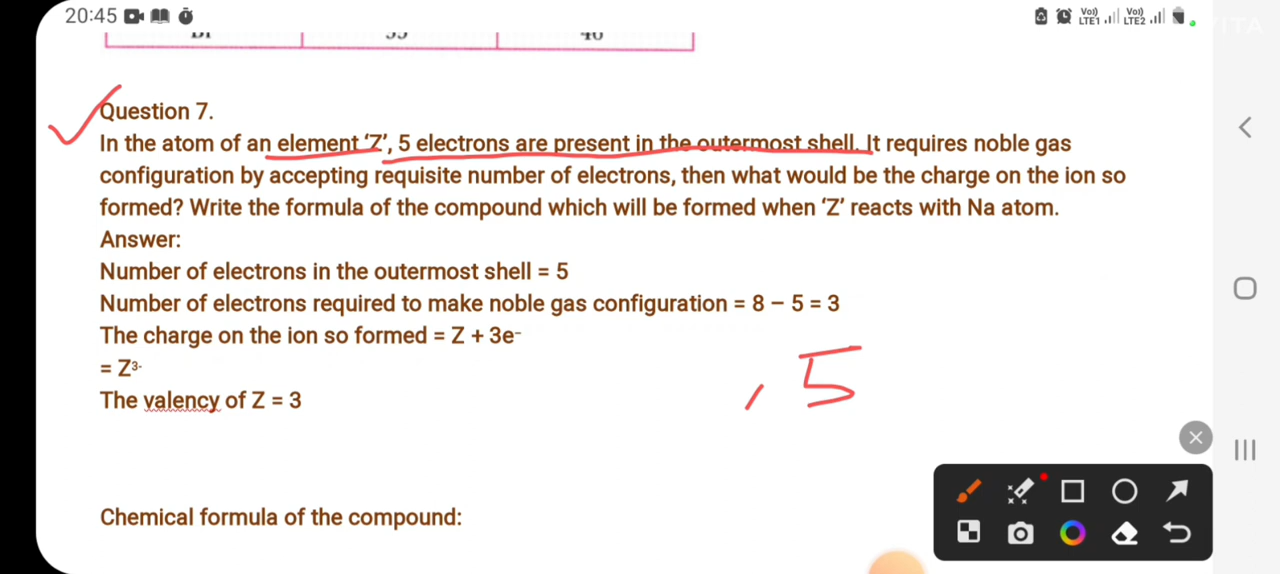 20:45
Vo)) LTE1 Vo)) LTE2
VITA
Question 7.
In the atom of an element ‘Z’, 5 electrons are present in the outermost shell. It requires noble gas
configuration by accepting requisite number of electrons, then what would be the charge on the ion so
formed? Write the formula of the compound which will be formed when ‘Z’ reacts with Na atom.
Answer:
Number of electrons in the outermost shell = 5
Number of electrons required to make noble gas configuration = 8 – 5 = 3
The charge on the ion so formed = Z + 3e⁻
= Z³⁻
The valency of Z = 3
, 5
Chemical formula of the compound: